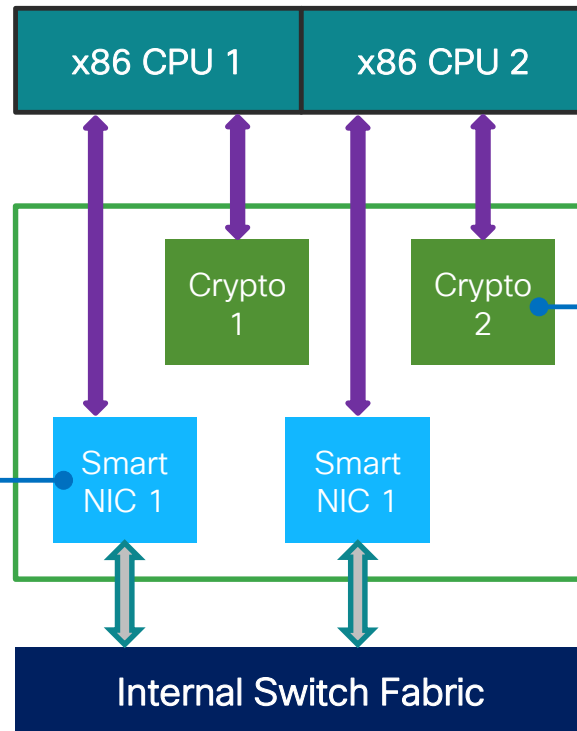 x86 CPU 1
x86 CPU 2
Crypto
1
Crypto
2
Smart
NIC 1
Smart
NIC 1
Internal Switch Fabric